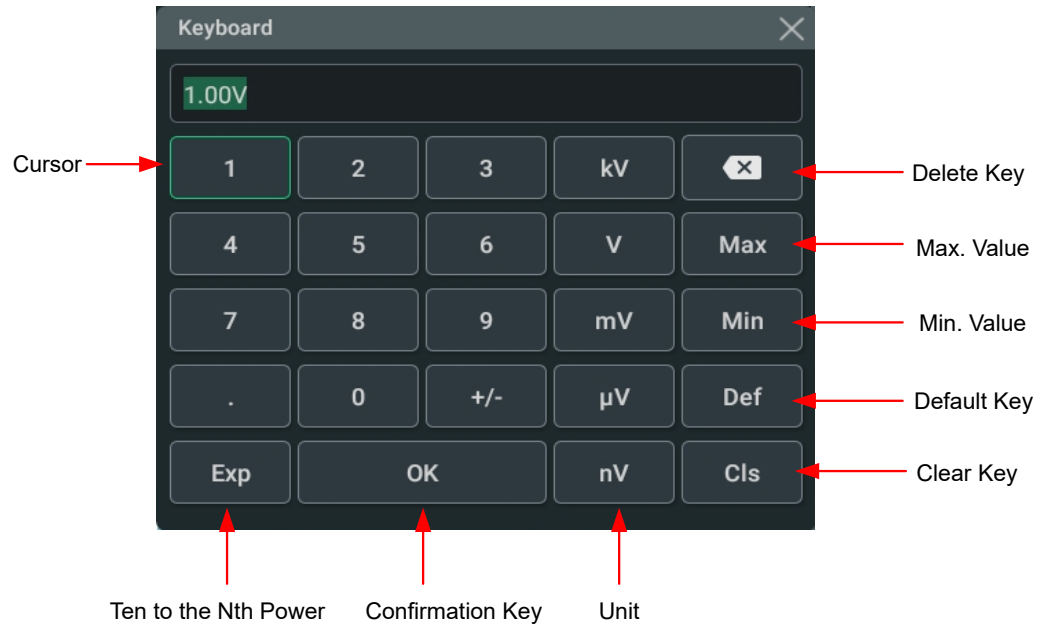 Keyboard
1.00V
Cursor
1 2 3 kV
Delete Key
4 5 6 V Max
Max. Value
7 8 9 mV Min
Min. Value
. 0 +/- µV Def
Default Key
Exp OK nV Cls
Clear Key
Ten to the Nth Power
Confirmation Key
Unit